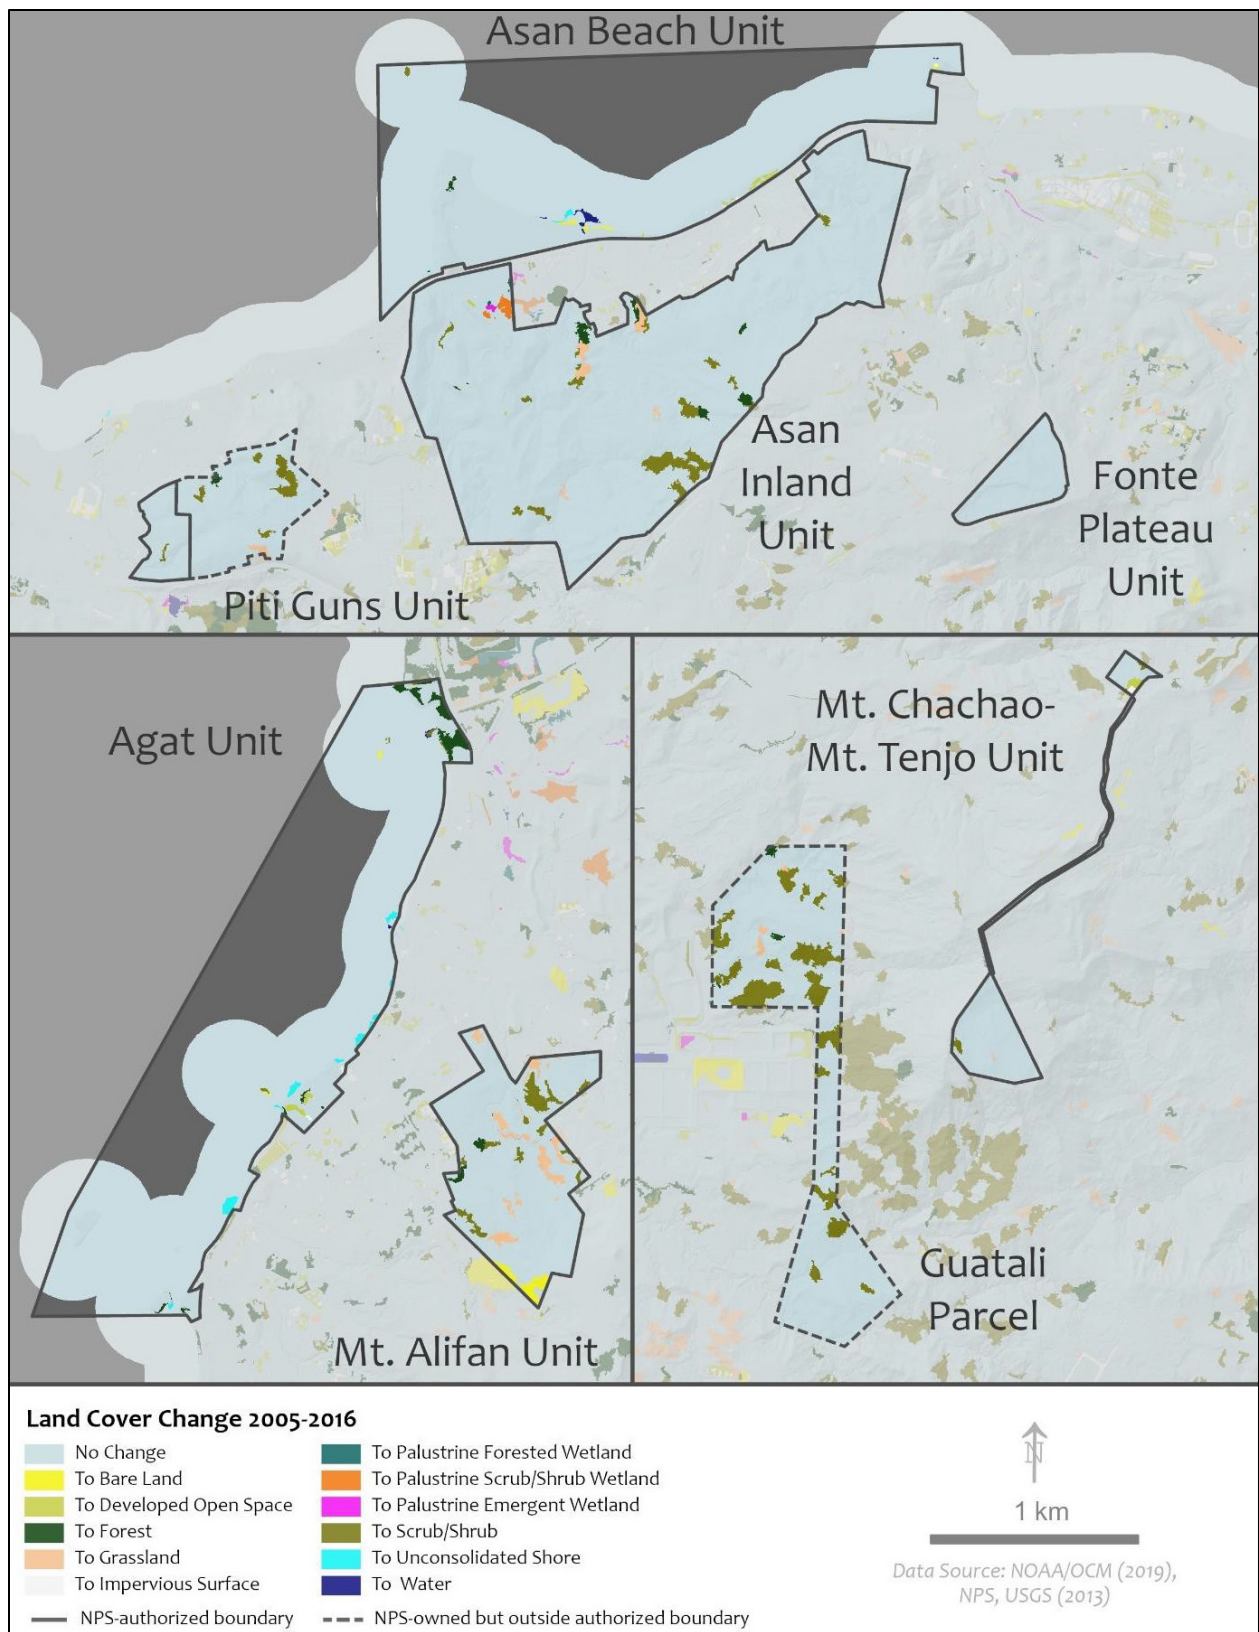 Asan Beach Unit
Asan
Inland
Unit
Fonte
Plateau
Unit
Piti Guns Unit
Agat Unit
Mt. Chachao-
Mt. Tenjo Unit
Guatali
Parcel
Mt. Alifan Unit
Land Cover Change 2005-2016
No Change
To Bare Land
To Developed Open Space
To Forest
To Grassland
To Impervious Surface
NPS-authorized boundary
To Palustrine Forested Wetland
To Palustrine Scrub/Shrub Wetland
To Palustrine Emergent Wetland
To Scrub/Shrub
To Unconsolidated Shore
To Water
NPS-owned but outside authorized boundary
N
1 km
Data Source: NOAA/OCM (2019),
NPS, USGS (2013)